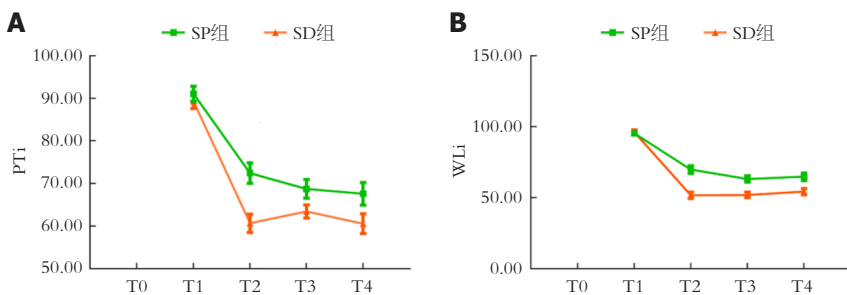 A
SP组
SD组
100.00
90.00
80.00
70.00
60.00
50.00
PTi
T0 T1 T2 T3 T4
B
SP组
SD组
150.00
100.00
50.00
0.00
WLi
T0 T1 T2 T3 T4